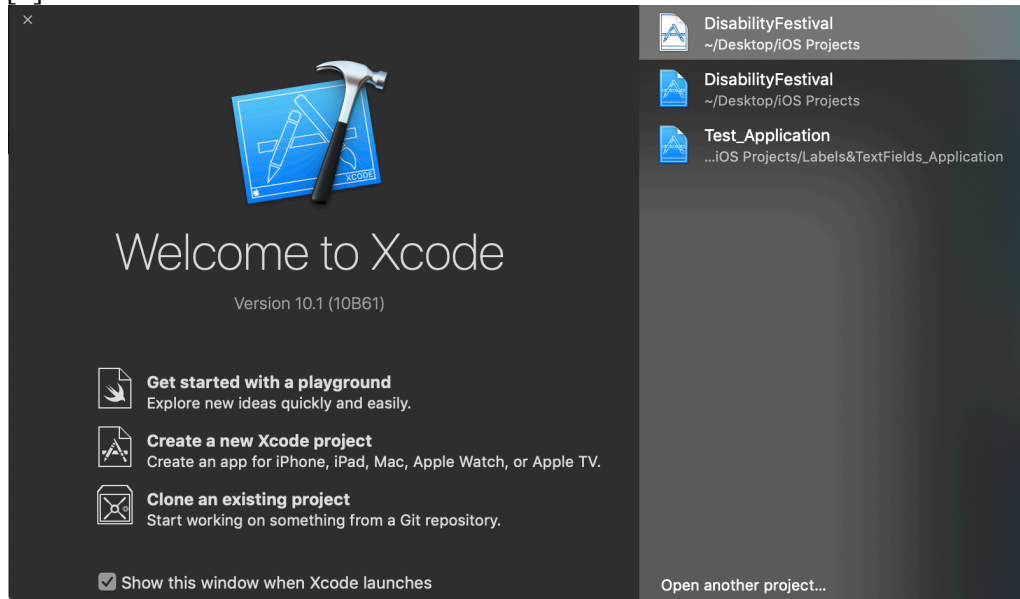 ×
XCODE
Welcome to Xcode
Version 10.1 (10B61)
Get started with a playground
Explore new ideas quickly and easily.
Create a new Xcode project
Create an app for iPhone, iPad, Mac, Apple Watch, or Apple TV.
Clone an existing project
Start working on something from a Git repository.
Show this window when Xcode launches
DisabilityFestival
~/Desktop/iOS Projects
DisabilityFestival
~/Desktop/iOS Projects
Test_Application
...iOS Projects/Labels&TextFields_Application
Open another project...